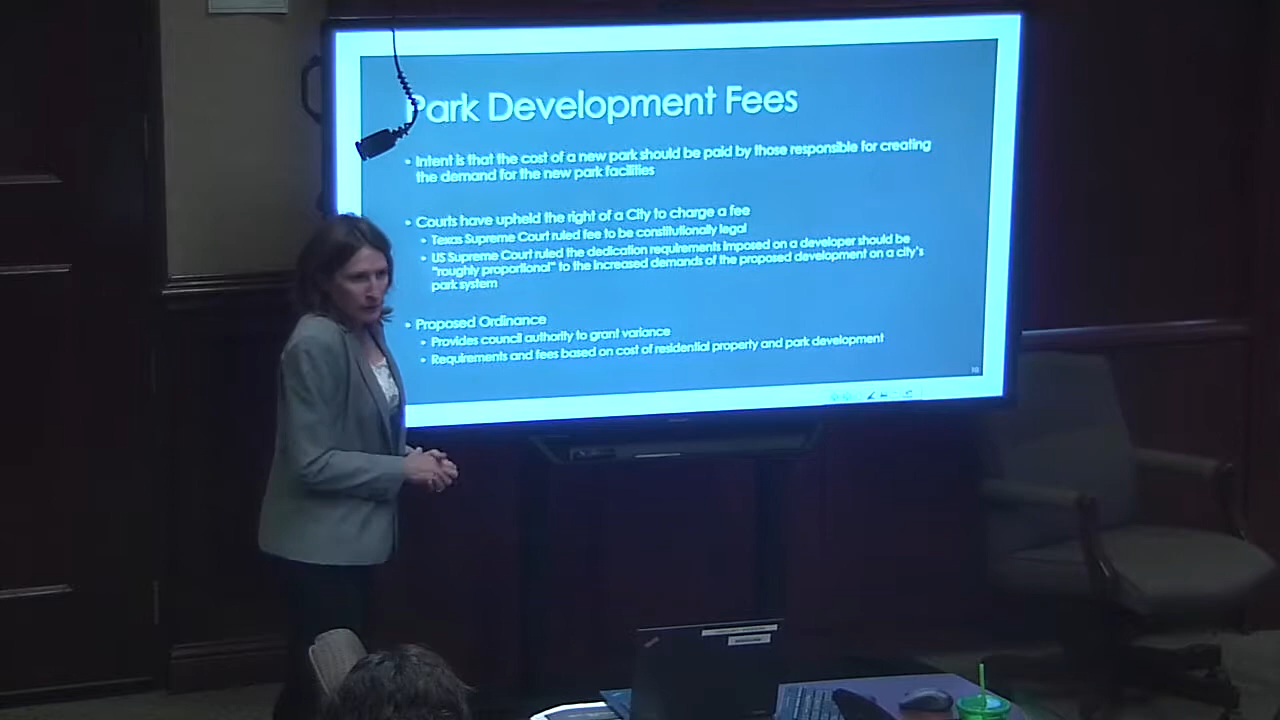 Park Development Fees
• Intent is that the cost of a new park should be paid by those responsible for creating
the demand for the new park facilities
• Courts have upheld the right of a City to charge a fee
• Texas Supreme Court ruled fee to be constitutionally legal
• US Supreme Court ruled the dedication requirements imposed on a developer should be
"roughly proportional" to the increased demands of the proposed development on a city's
park system
• Proposed Ordinance
• Provides council authority to grant variance
• Requirements and fees based on cost of residential property and park development
10